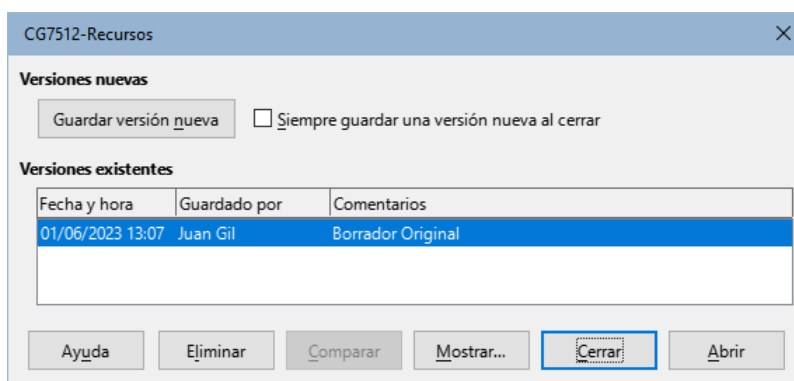 CG7512-Recursos
Versiones nuevas
Guardar versión nueva Siempre guardar una versión nueva al cerrar
Versiones existentes
Fecha y hora Guardado por Comentarios
01/06/2023 13:07 Juan Gil Borrador Original
Ayuda Eliminar Comparar Mostrar... Cerrar Abrir